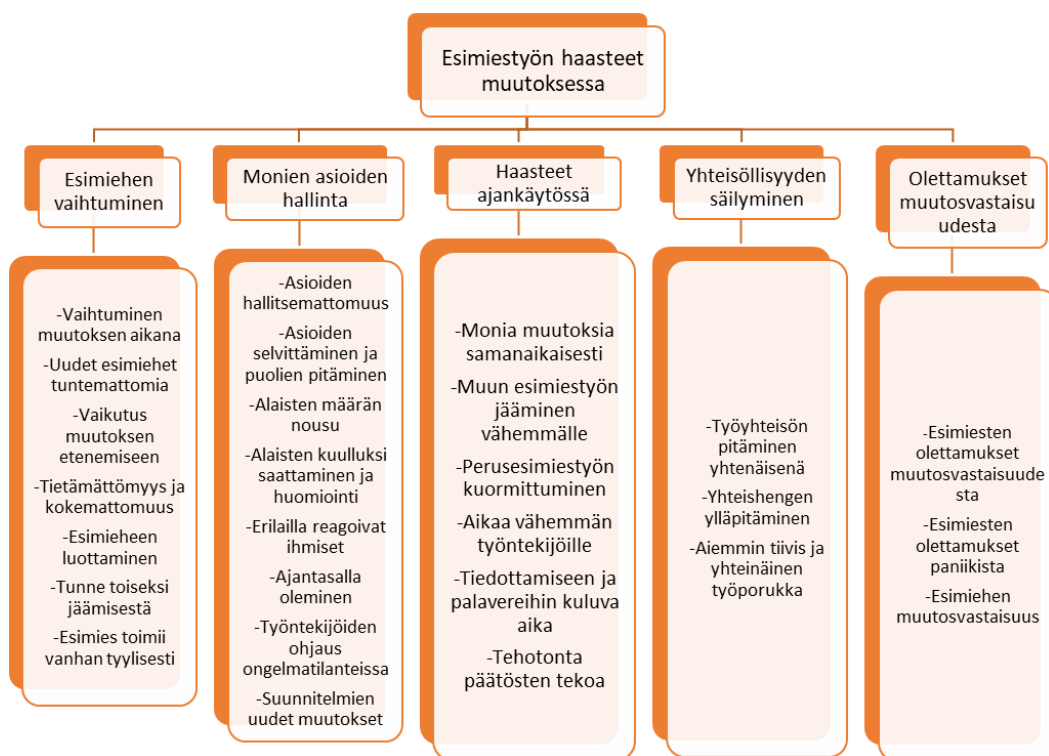 Esimiestyön haasteet
muutoksessa
Esimiehen
vaihtuminen
Monien asioiden
hallinta
Haasteet
ajankäytössä
Yhteisöllisyyden
säilyminen
Olettamukset
muutosvastaisu
udesta
-Vaihtuminen
muutoksen aikana
-Uudet esimiehet
tuntemattomia
-Vaikutus
muutoksen
etenemiseen
-Tietämättömyys ja
kokemattomuus
-Esimieheen
luottaminen
-Tunne toiseksi
jäämisestä
-Esimies toimii
vanhan tyylisesti
-Asioiden
hallitsemattomuus
-Asioiden
selvittäminen ja
puolien pitäminen
-Alaisten määrän
nousu
-Alaisten kuulluksi
saattaminen ja
huomiointi
-Erilailla reagoivat
ihmiset
-Ajantasalla
oleminen
-Työntekijöiden
ohjaus
ongelmatilanteissa
-Suunnitelmien
uudet muutokset
-Monia muutoksia
samanaikaisesti
-Muun esimiestyön
jääminen
vähemmälle
-Perusesimiestyön
kuormittuminen
-Aikaa vähemmän
työntekijöille
-Tiedottamiseen ja
palavereihin kuluva
aika
-Tehotonta
päätösten tekoa
-Työyhteisön
pitäminen
yhtenäisenä
-Yhteishengen
ylläpitäminen
-Aiemmin tiivis ja
yhteinäinen
työporukka
-Esimiesten
olettamukset
muutosvastaisuude
sta
-Esimiesten
olettamukset
paniikista
-Esimiehen
muutosvastaisuus